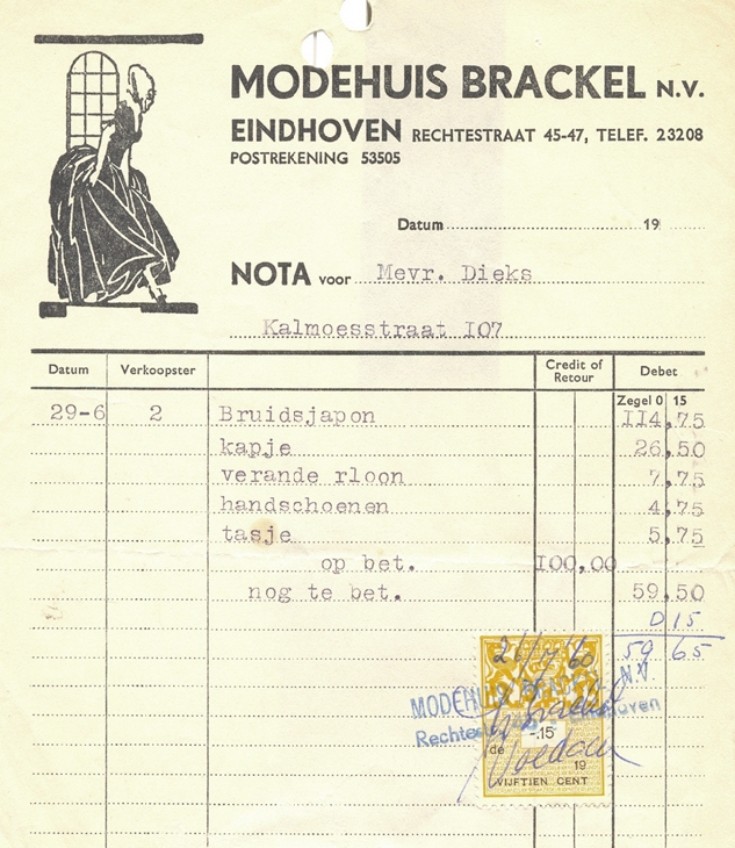 MODEHUIS BRACKEL N.V.
EINDHOVEN RECHTESTRAAT 45-47, TELEF. 23208
POSTREKENING 53505
Datum 19
NOTA voor Mevr. Dieks
Kalmoesstraat I07
Datum Verkoopster Credit of Retour Debet
Zegel 0 15
29-6 2 Bruidsjapon II4,75
kapje 26,50
verande rloon 7,75
handschoenen 4,75
tasje 5,75
op bet. I00,00
nog te bet. 59,50
0 15
59 65
MODEHUIS N.V.
-.15
de
19
VIJFTIEN CENT